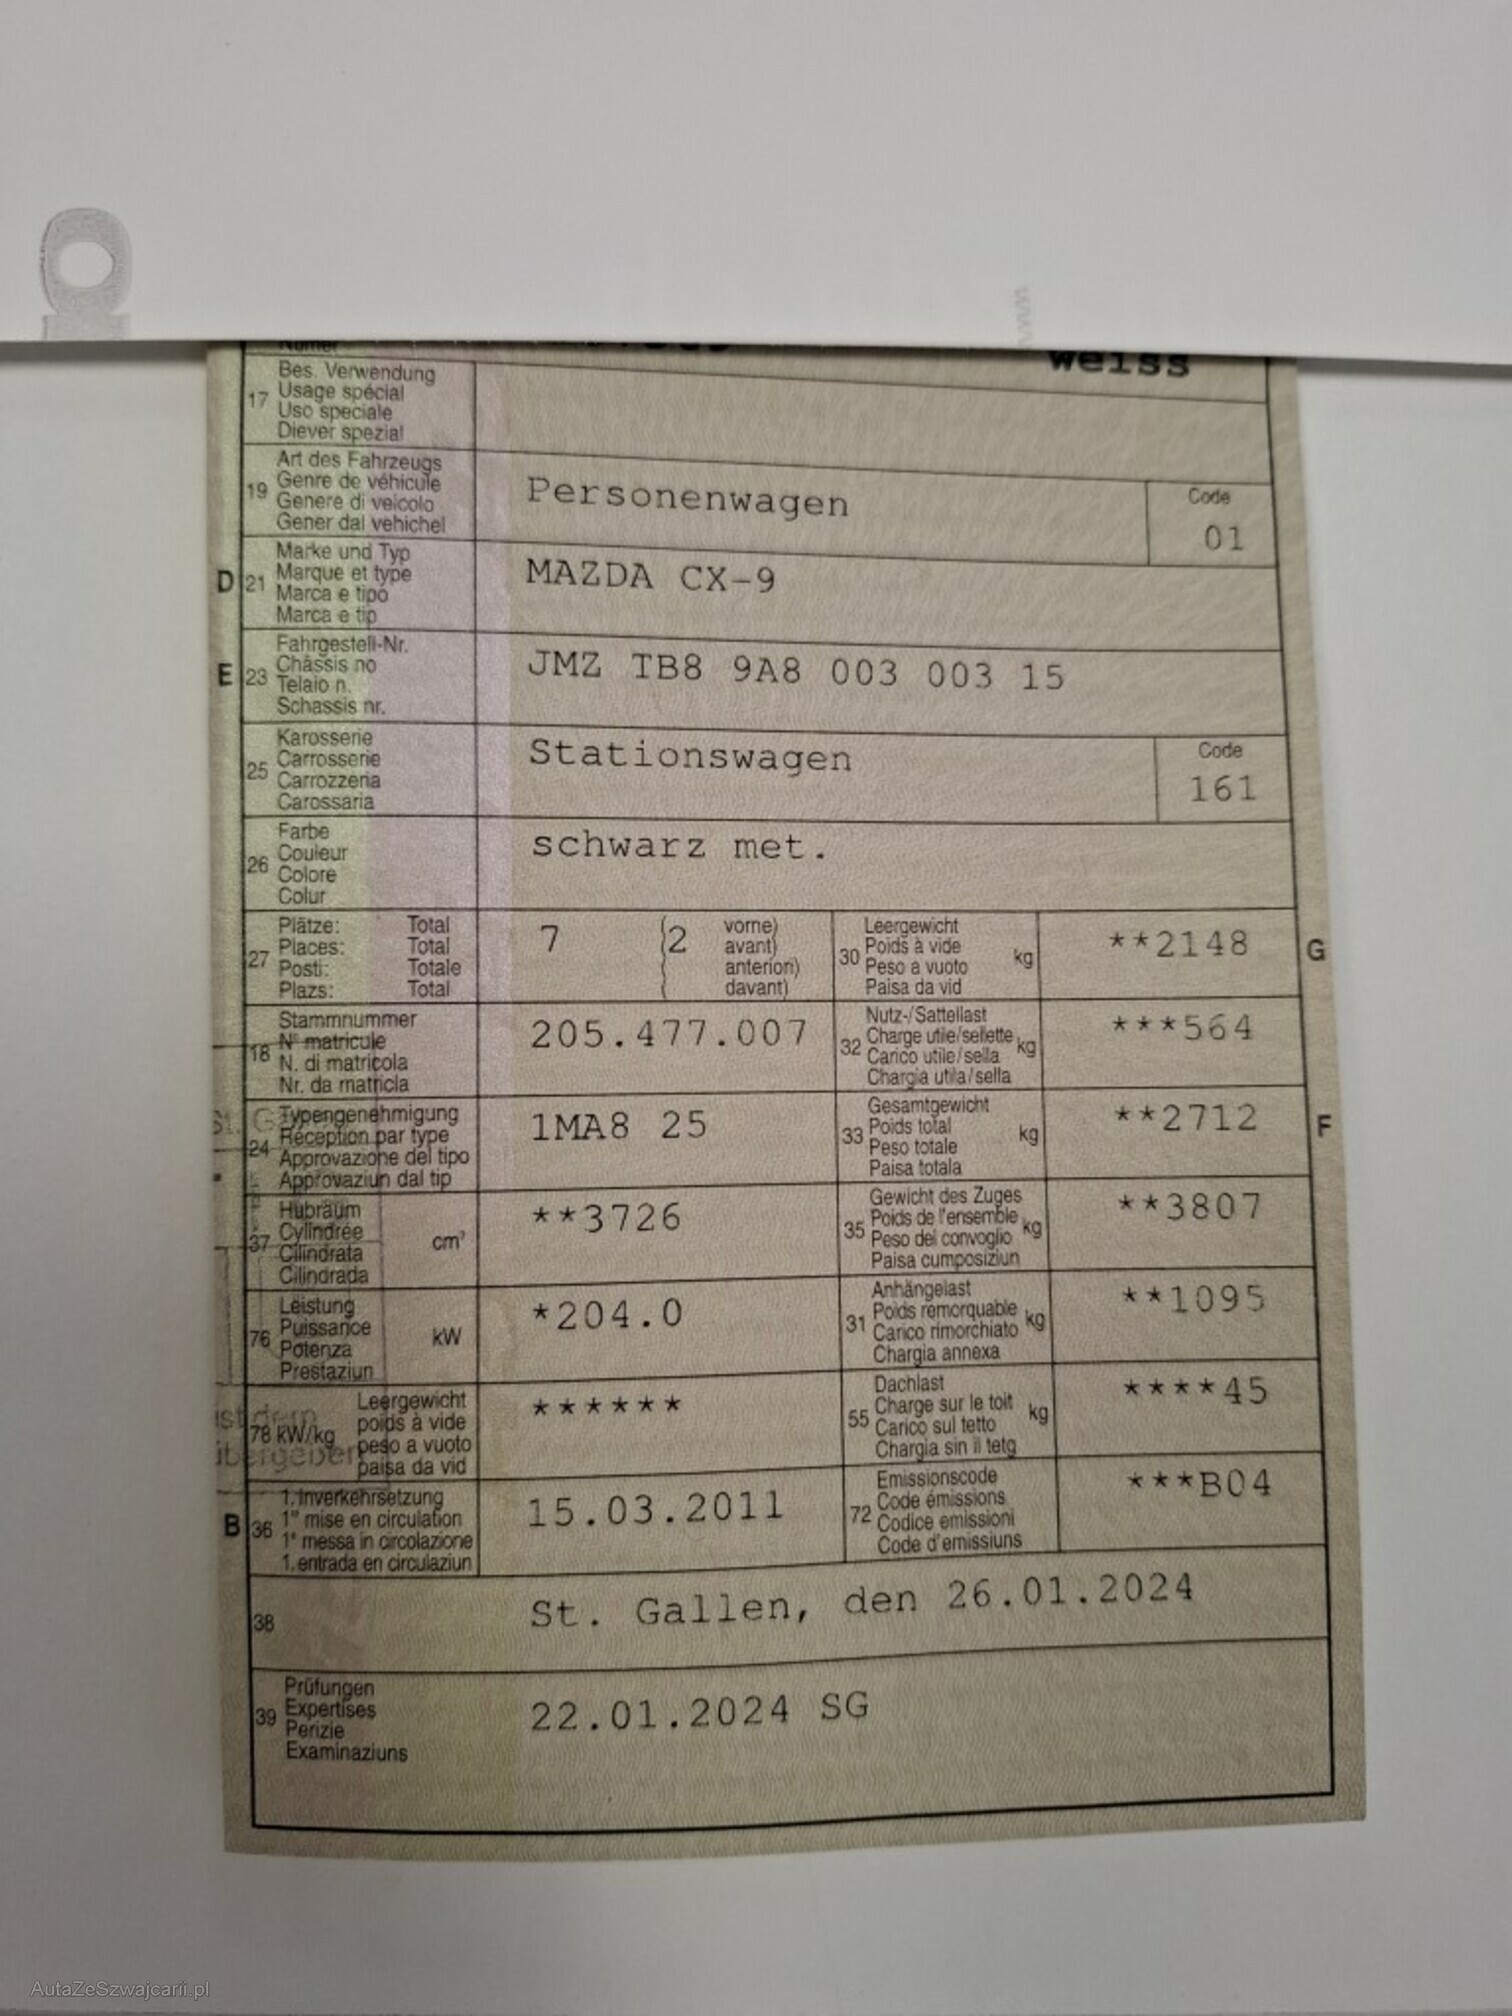 weiss
17
Bes. Verwendung
Usage spécial
Uso speciale
Diever spezial
19
Art des Fahrzeugs
Genre de véhicule
Genere di veicolo
Gener dal vehichel
Personenwagen
Code
01
D
21
Marke und Typ
Marque et type
Marca e tipo
Marca e tip
MAZDA CX-9
E
23
Fahrgestell-Nr.
Châssis no
Telaio n.
Schassis nr.
JMZ TB8 9A8 003 003 15
25
Karosserie
Carrosserie
Carrozzeria
Carossaria
Stationswagen
Code
161
26
Farbe
Couleur
Colore
Colur
schwarz met.
27
Plätze: Total
Places: Total
Posti: Totale
Plazs: Total
7 (2 vorne)
( avant)
( anteriori)
( davant)
30
Leergewicht
Poids à vide
Peso a vuoto
Paisa da vid
kg
**2148
G
18
Stammnummer
N° matricule
N. di matricola
Nr. da matricla
205.477.007
32
Nutz-/Sattellast
Charge utile/sellette
Carico utile/sella
Chargia utila/sella
kg
***564
24
Typengenehmigung
Réception par type
Approvazione del tipo
Approvaziun dal tip
1MA8 25
33
Gesamtgewicht
Poids total
Peso totale
Paisa totala
kg
**2712
F
37
Hubraum
Cylindrée
Cilindrata
Cilindrada
cm³
**3726
35
Gewicht des Zuges
Poids de l'ensemble
Peso del convoglio
Paisa cumposiziun
kg
**3807
76
Leistung
Puissance
Potenza
Prestaziun
kW
*204.0
31
Anhängelast
Poids remorquable
Carico rimorchiato
Chargia annexa
kg
**1095
78 kW/kg
Leergewicht
poids à vide
peso a vuoto
paisa da vid
******
55
Dachlast
Charge sur le toit
Carico sul tetto
Chargia sin il tetg
kg
****45
B
36
1. Inverkehrsetzung
1re mise en circulation
1a messa in circolazione
1. entrada en circulaziun
15.03.2011
72
Emissionscode
Code émissions
Codice emissioni
Code d'emissiuns
***B04
38
St. Gallen, den 26.01.2024
39
Prüfungen
Expertises
Perizie
Examinaziuns
22.01.2024 SG
AutaZeSzwajcarii.pl